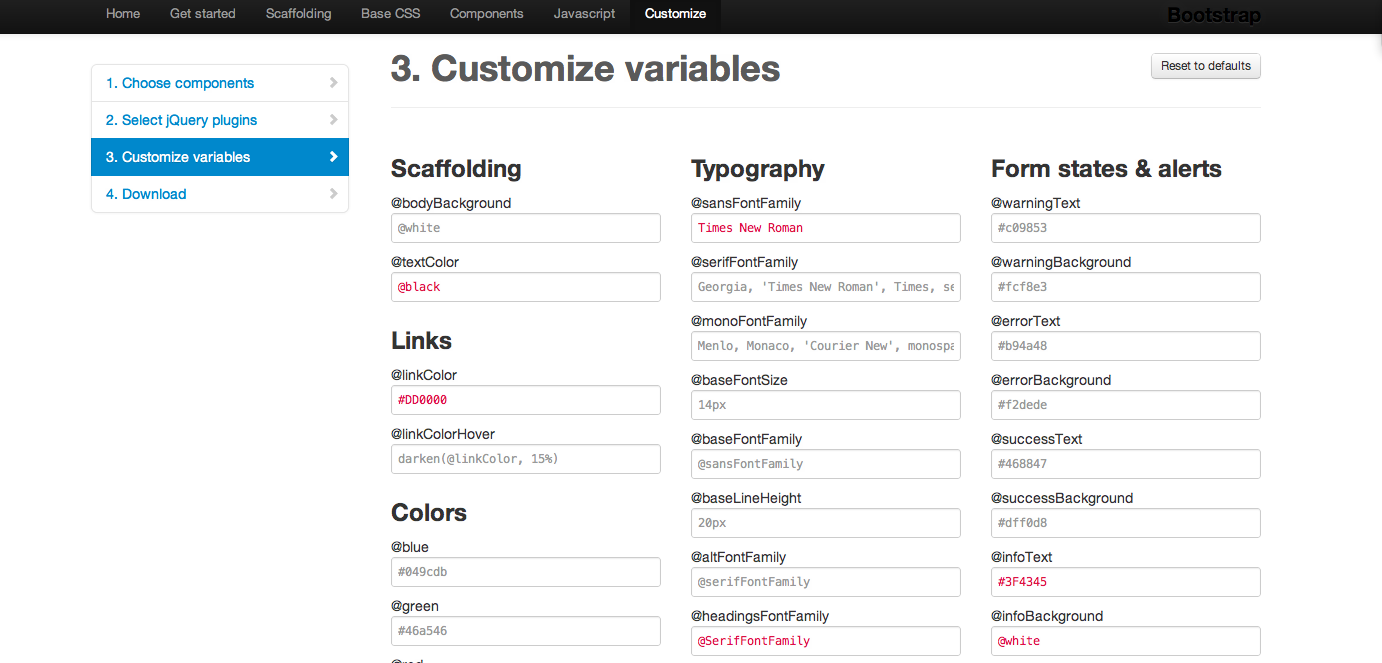 Home Get started Scaffolding Base CSS Components Javascript Customize Bootstrap
1. Choose components
2. Select jQuery plugins
3. Customize variables
4. Download
3. Customize variables
Reset to defaults
Scaffolding
@bodyBackground
@white
@textColor
@black
Links
@linkColor
#DD0000
@linkColorHover
darken(@linkColor, 15%)
Colors
@blue
#049cdb
@green
#46a546
@red
Typography
@sansFontFamily
Times New Roman
@serifFontFamily
Georgia, 'Times New Roman', Times, se
@monoFontFamily
Menlo, Monaco, 'Courier New', monospa
@baseFontSize
14px
@baseFontFamily
@sansFontFamily
@baseLineHeight
20px
@altFontFamily
@serifFontFamily
@headingsFontFamily
@SerifFontFamily
Form states & alerts
@warningText
#c09853
@warningBackground
#fcf8e3
@errorText
#b94a48
@errorBackground
#f2dede
@successText
#468847
@successBackground
#dff0d8
@infoText
#3F4345
@infoBackground
@white